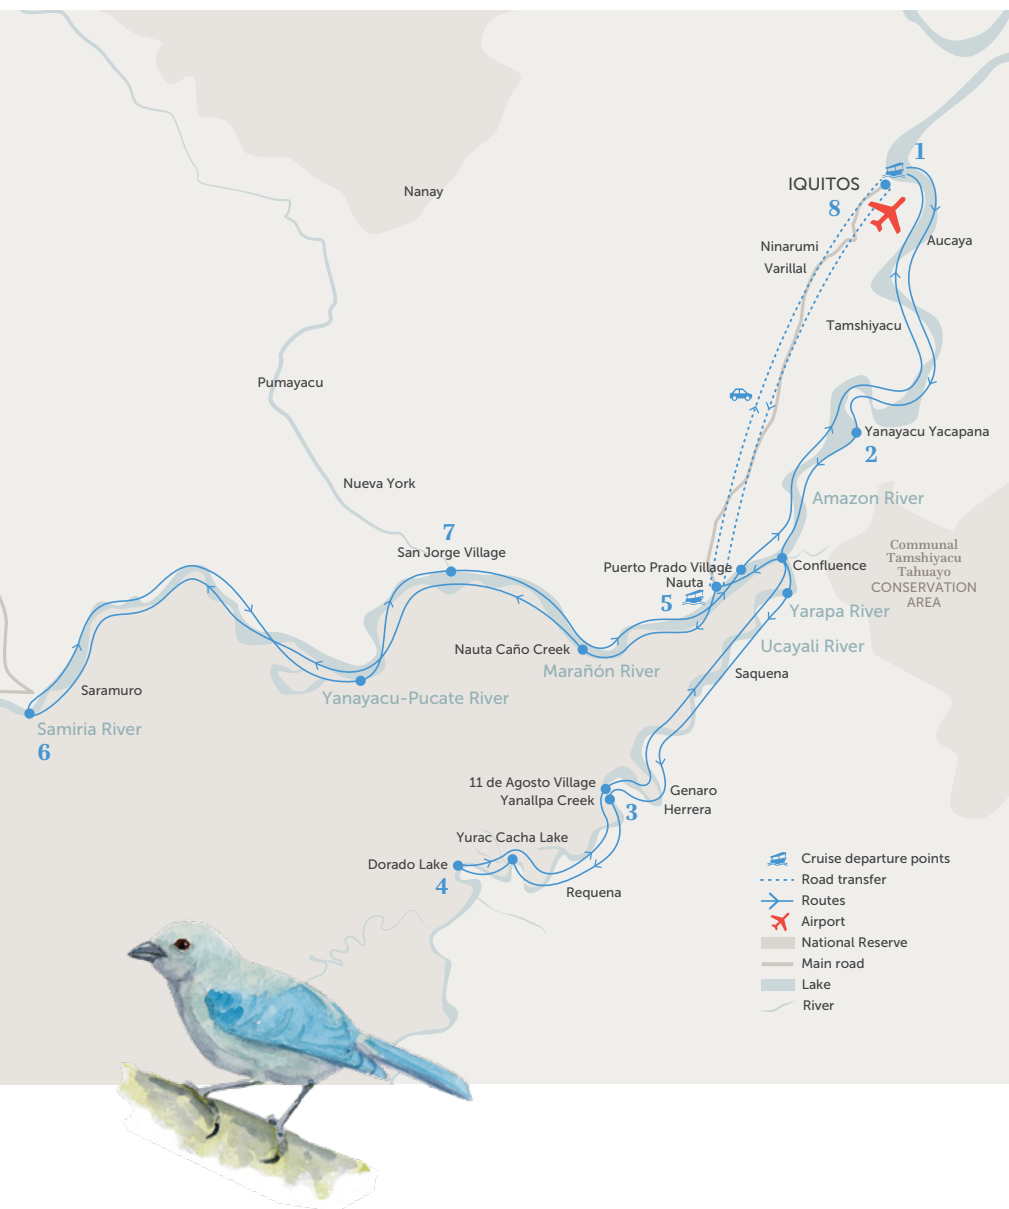 1
IQUITOS
8
Nanay
Ninarumi
Aucaya
Varillal
Tamshiyacu
Pumayacu
Yanayacu Yacapana
2
Nueva York
Amazon River
7
San Jorge Village
Communal
Tamshiyacu
Tahuayo
CONSERVATION
AREA
Puerto Prado Village
Confluence
Nauta
5
Yarapa River
Nauta Caño Creek
Ucayali River
Marañón River
Saquena
Saramuro
Yanayacu-Pucate River
Samiria River
6
11 de Agosto Village
Yanallpa Creek
3
Genaro
Herrera
Yurac Cacha Lake
Dorado Lake
4
Requena
Cruise departure points
Road transfer
Routes
Airport
National Reserve
Main road
Lake
River